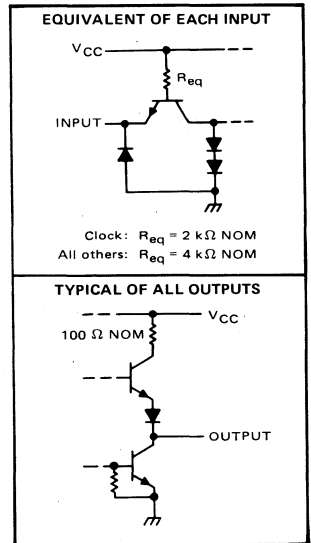 EQUIVALENT OF EACH INPUT
VCC
Req
INPUT
Clock: Req = 2 kΩ NOM
All others: Req = 4 kΩ NOM
TYPICAL OF ALL OUTPUTS
VCC
100 Ω NOM
OUTPUT